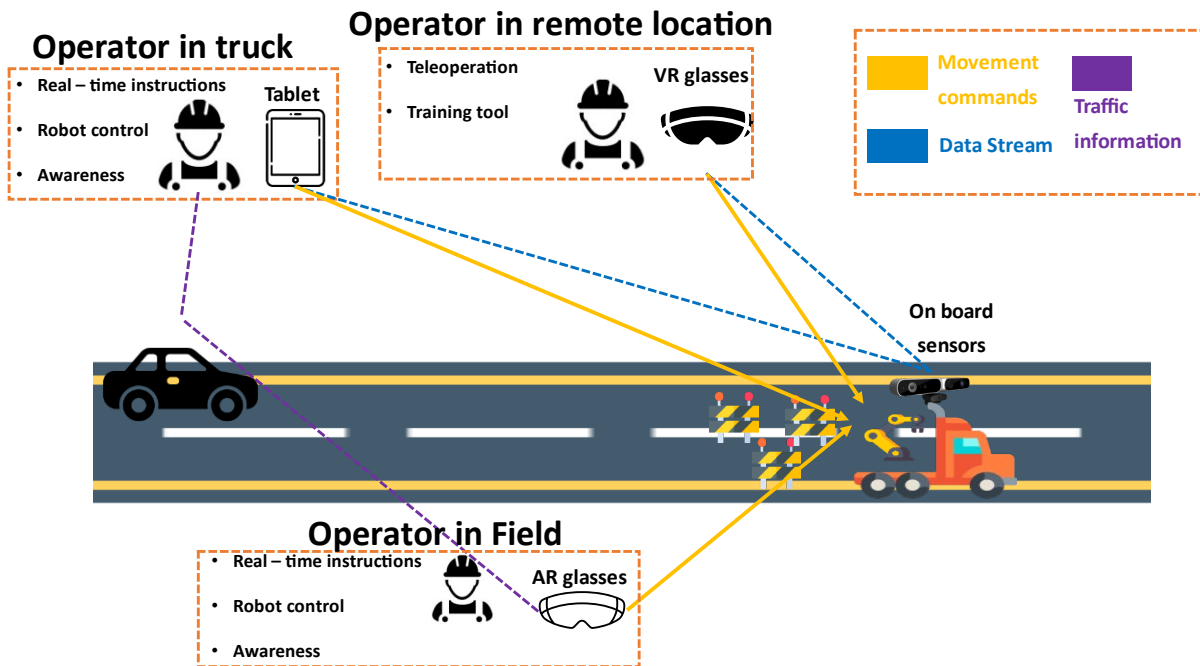 Operator in truck
• Real – time instructions
• Robot control
• Awareness
Tablet
Operator in remote location
• Teleoperation
• Training tool
VR glasses
Movement
commands
Data Stream
Traffic
information
On board
sensors
Operator in Field
• Real – time instructions
• Robot control
• Awareness
AR glasses